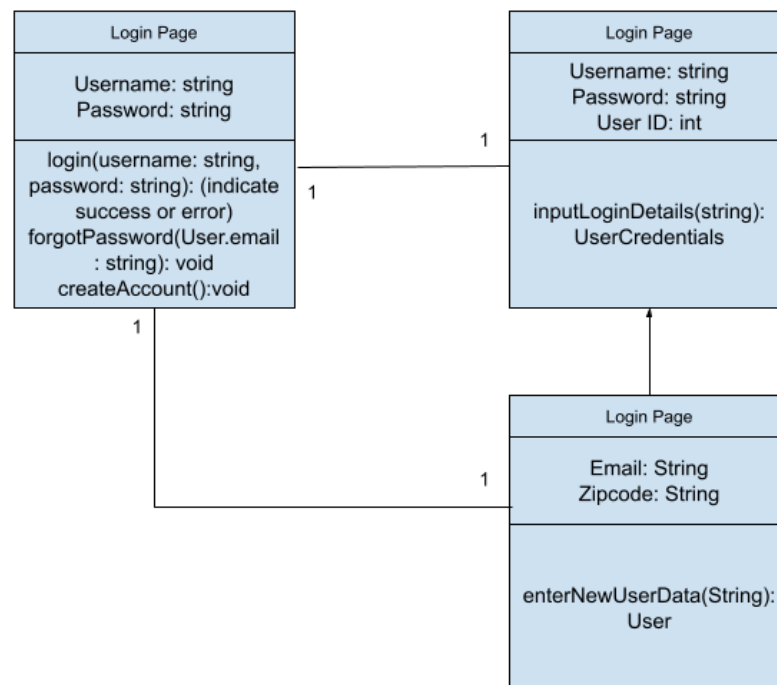 Login Page
Username: string
Password: string
login(username: string,
password: string): (indicate
success or error)
forgotPassword(User.email
: string): void
createAccount():void
1
1
1
1
Login Page
Username: string
Password: string
User ID: int
inputLoginDetails(string):
UserCredentials
Login Page
Email: String
Zipcode: String
enterNewUserData(String):
User